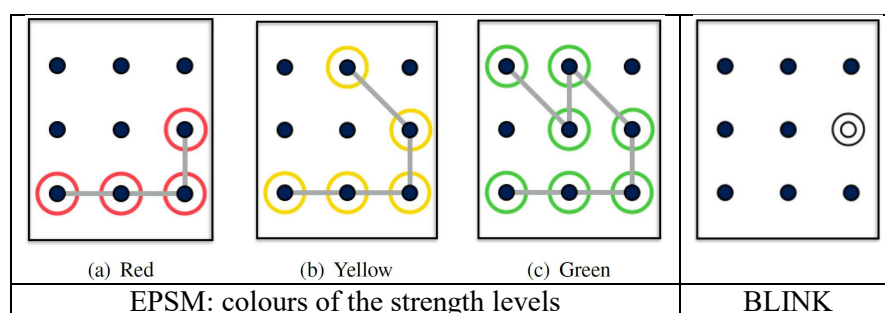 (a) Red (b) Yellow (c) Green
EPSM: colours of the strength levels BLINK